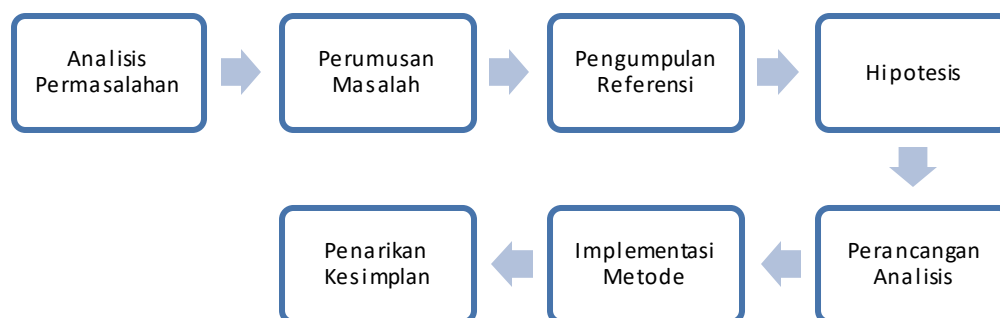 Analisis
Permasalahan
Perumusan
Masalah
Pengumpulan
Referensi
Hipotesis
Perancangan
Analisis
Implementasi
Metode
Penarikan
Kesimplan